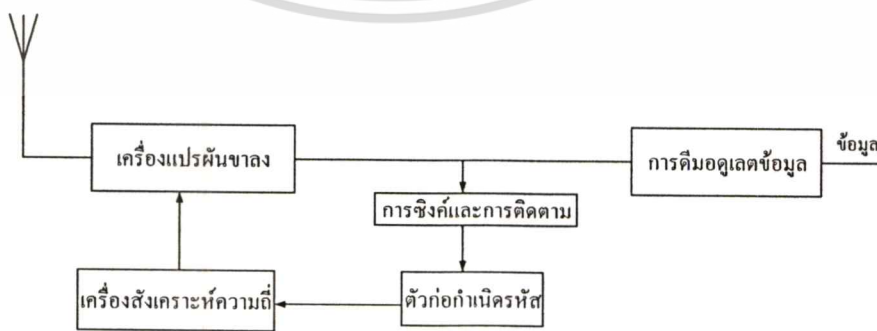 เครื่องแปรผันขาลง
การดีมอดูเลตข้อมูล
ข้อมูล
การซิงค์และการติดตาม
เครื่องสังเคราะห์ความถี่
ตัวก่อกำเนิดรหัส